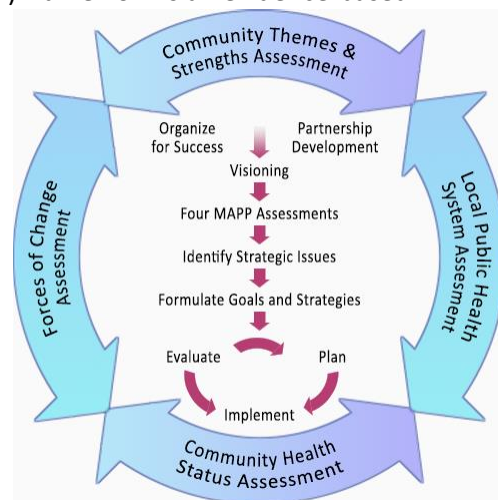 Community Themes &
Strengths Assessment
Organize
for Success
Partnership
Development
Visioning
Four MAPP Assessments
Identify Strategic Issues
Formulate Goals and Strategies
Evaluate
Plan
Implement
Forces of Change
Assessment
Local Public Health
System Assesment
Community Health
Status Assessment